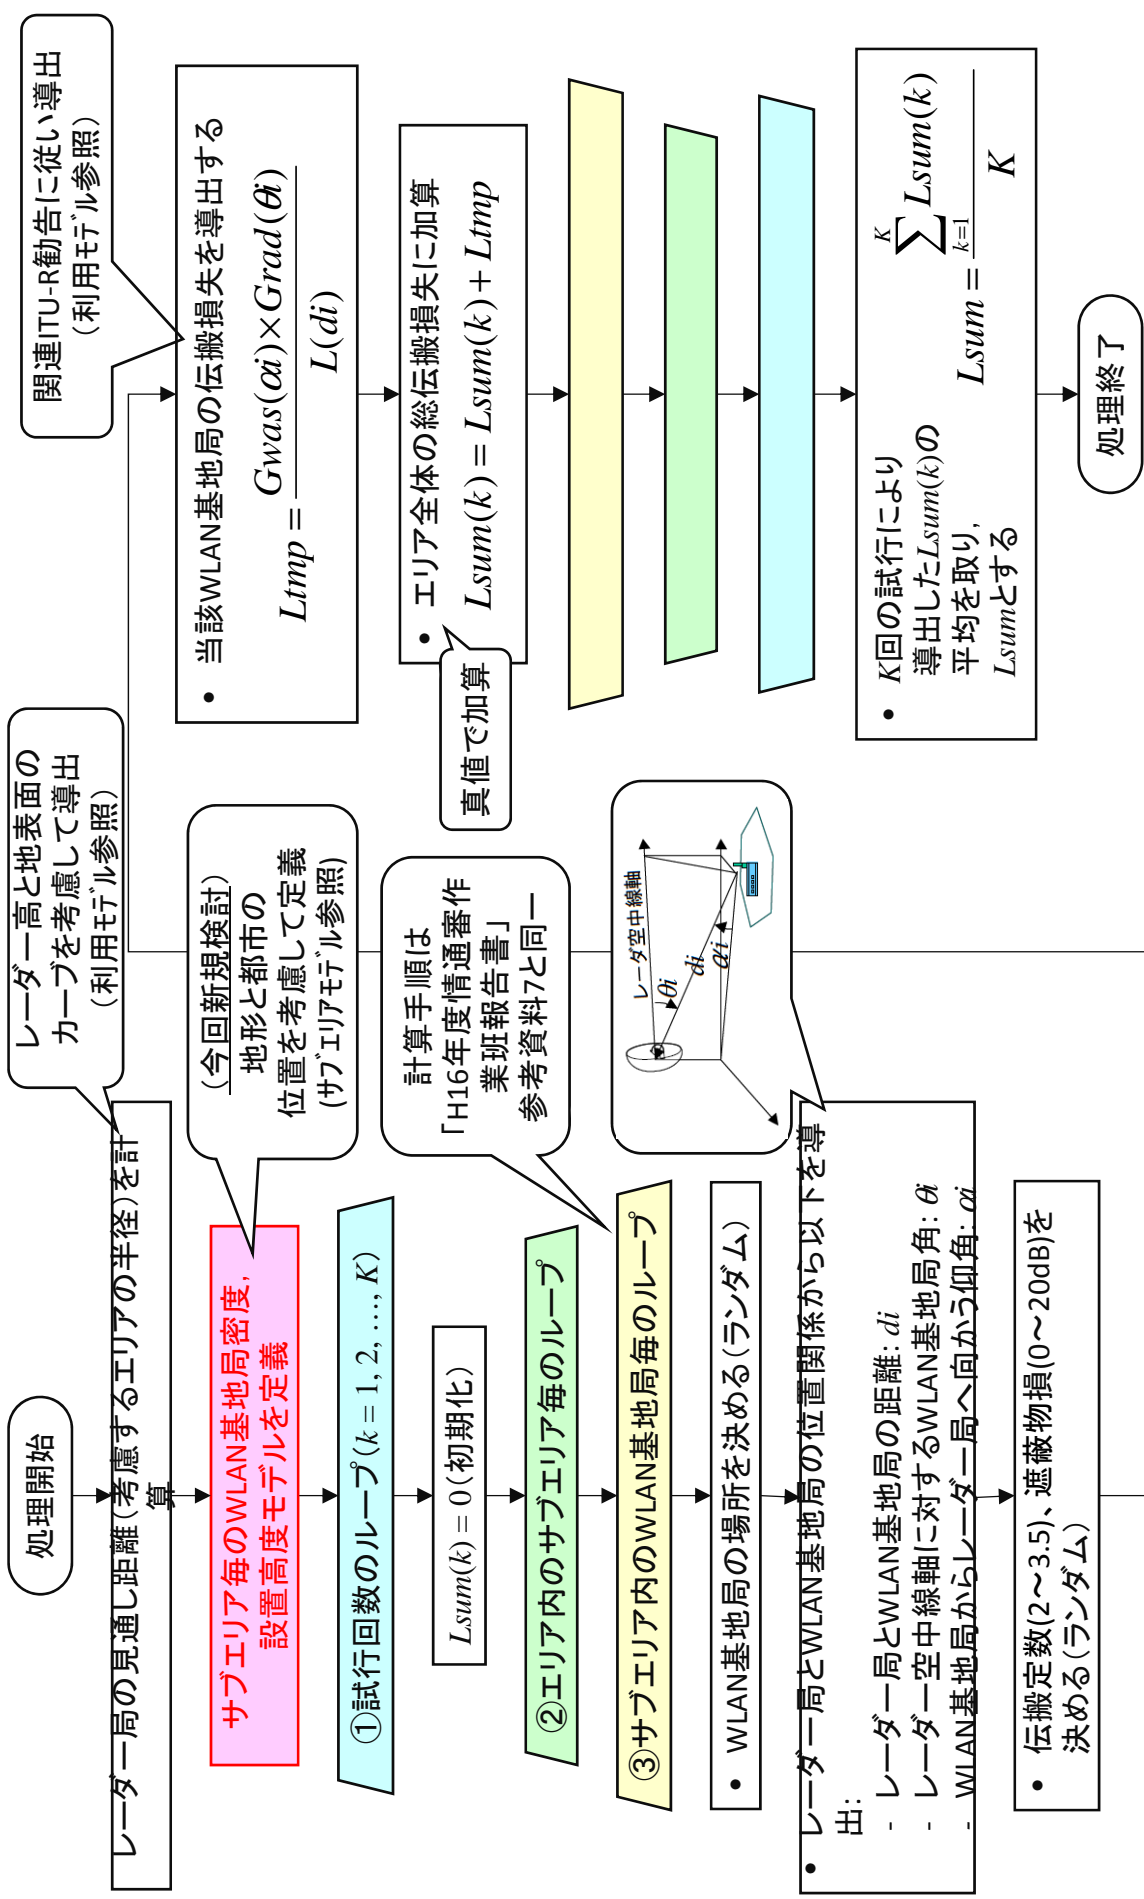 処理開始
レーダー局の見通し距離(考慮するエリアの半径)を計
算
レーダー高と地表面の
カーブを考慮して導出
(利用モデル参照)
サブエリア毎のWLAN基地局密度,
設置高度モデルを定義
(今回新規検討)
地形と都市の
位置を考慮して定義
(サブエリアモデル参照)
①試行回数のループ(k = 1, 2, …, K)
Lsum(k) = 0(初期化)
②エリア内のサブエリア毎のループ
③サブエリア内のWLAN基地局毎のループ
計算手順は
「H16年度情通審作
業班報告書」
参考資料7と同一
• WLAN基地局の場所を決める(ランダム)
• レーダー局とWLAN基地局の位置関係から以下を導
出:
- レーダー局とWLAN基地局の距離: di
- レーダー空中線軸に対するWLAN基地局角: θi
- WLAN基地局からレーダー局へ向かう仰角: αi
レーダ空中線軸
θi
di
αi
• 伝搬定数(2~3.5)、遮蔽物損(0~20dB)を
決める(ランダム)
関連ITU-R勧告に従い導出
(利用モデル参照)
• 当該WLAN基地局の伝搬損失を導出する
Ltmp = Gwas(αi)×Grad(θi) / L(di)
• エリア全体の総伝搬損失に加算
Lsum(k) = Lsum(k) + Ltmp
真値で加算
• K回の試行により
導出したLsum(k)の
平均を取り,
Lsumとする
Lsum = ∑_{k=1}^{K} Lsum(k) / K
処理終了